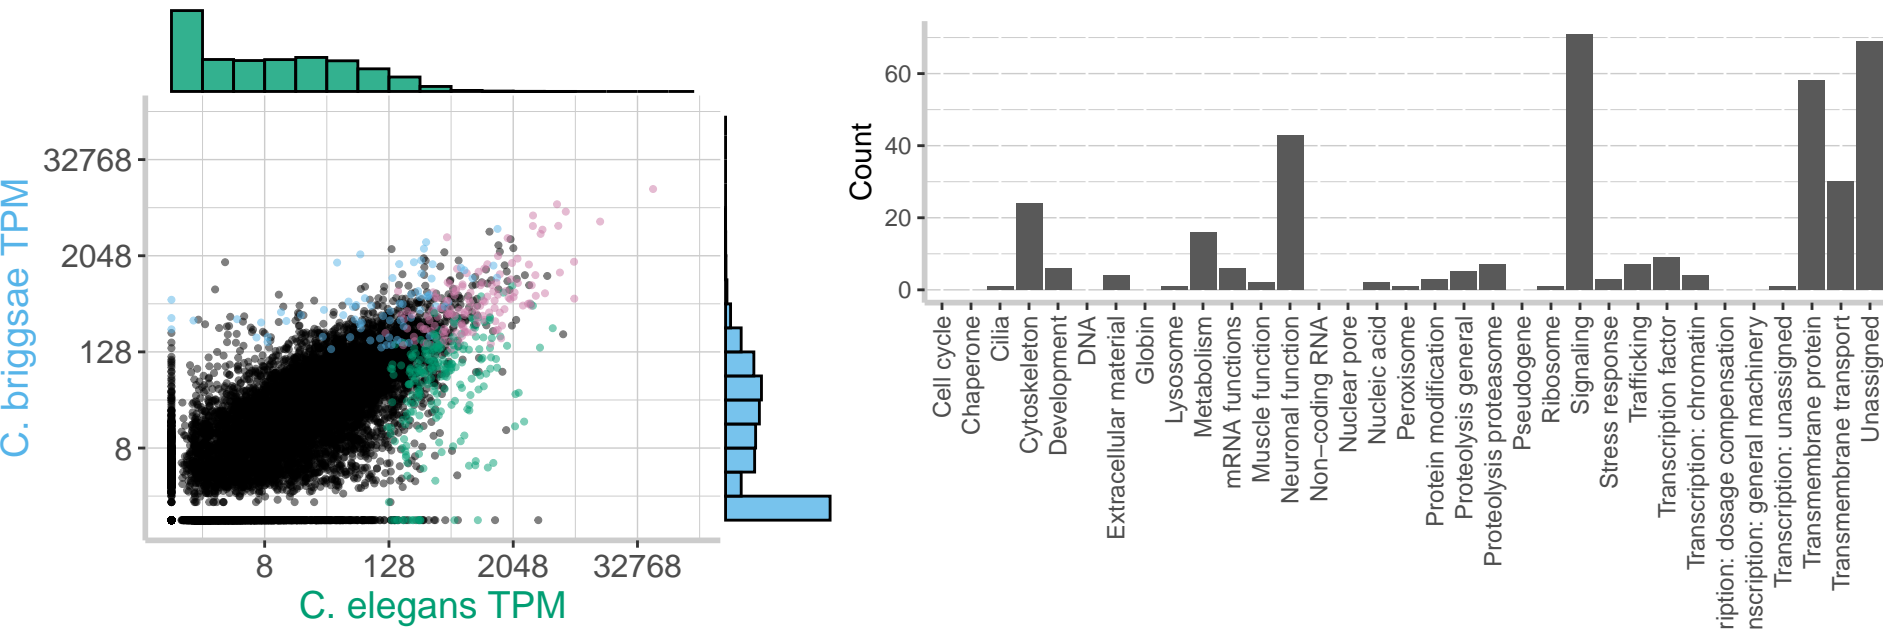 C. briggsae TPM
32768
2048
128
8
8
128
2048
32768
C. elegans TPM
Count
60
40
20
0
Cell cycle
Chaperone
Cilia
Cytoskeleton
Development
DNA
Extracellular material
Globin
Lysosome
Metabolism
mRNA functions
Muscle function
Neuronal function
Non−coding RNA
Nuclear pore
Nucleic acid
Peroxisome
Protein modification
Proteolysis general
Proteolysis proteasome
Pseudogene
Ribosome
Signaling
Stress response
Trafficking
Transcription factor
Transcription: chromatin
ription: dosage compensation
nscription: general machinery
Transcription: unassigned
Transmembrane protein
Transmembrane transport
Unassigned